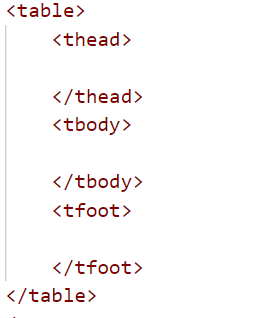 <table>
    <thead>

    </thead>
    <tbody>

    </tbody>
    <tfoot>

    </tfoot>
</table>